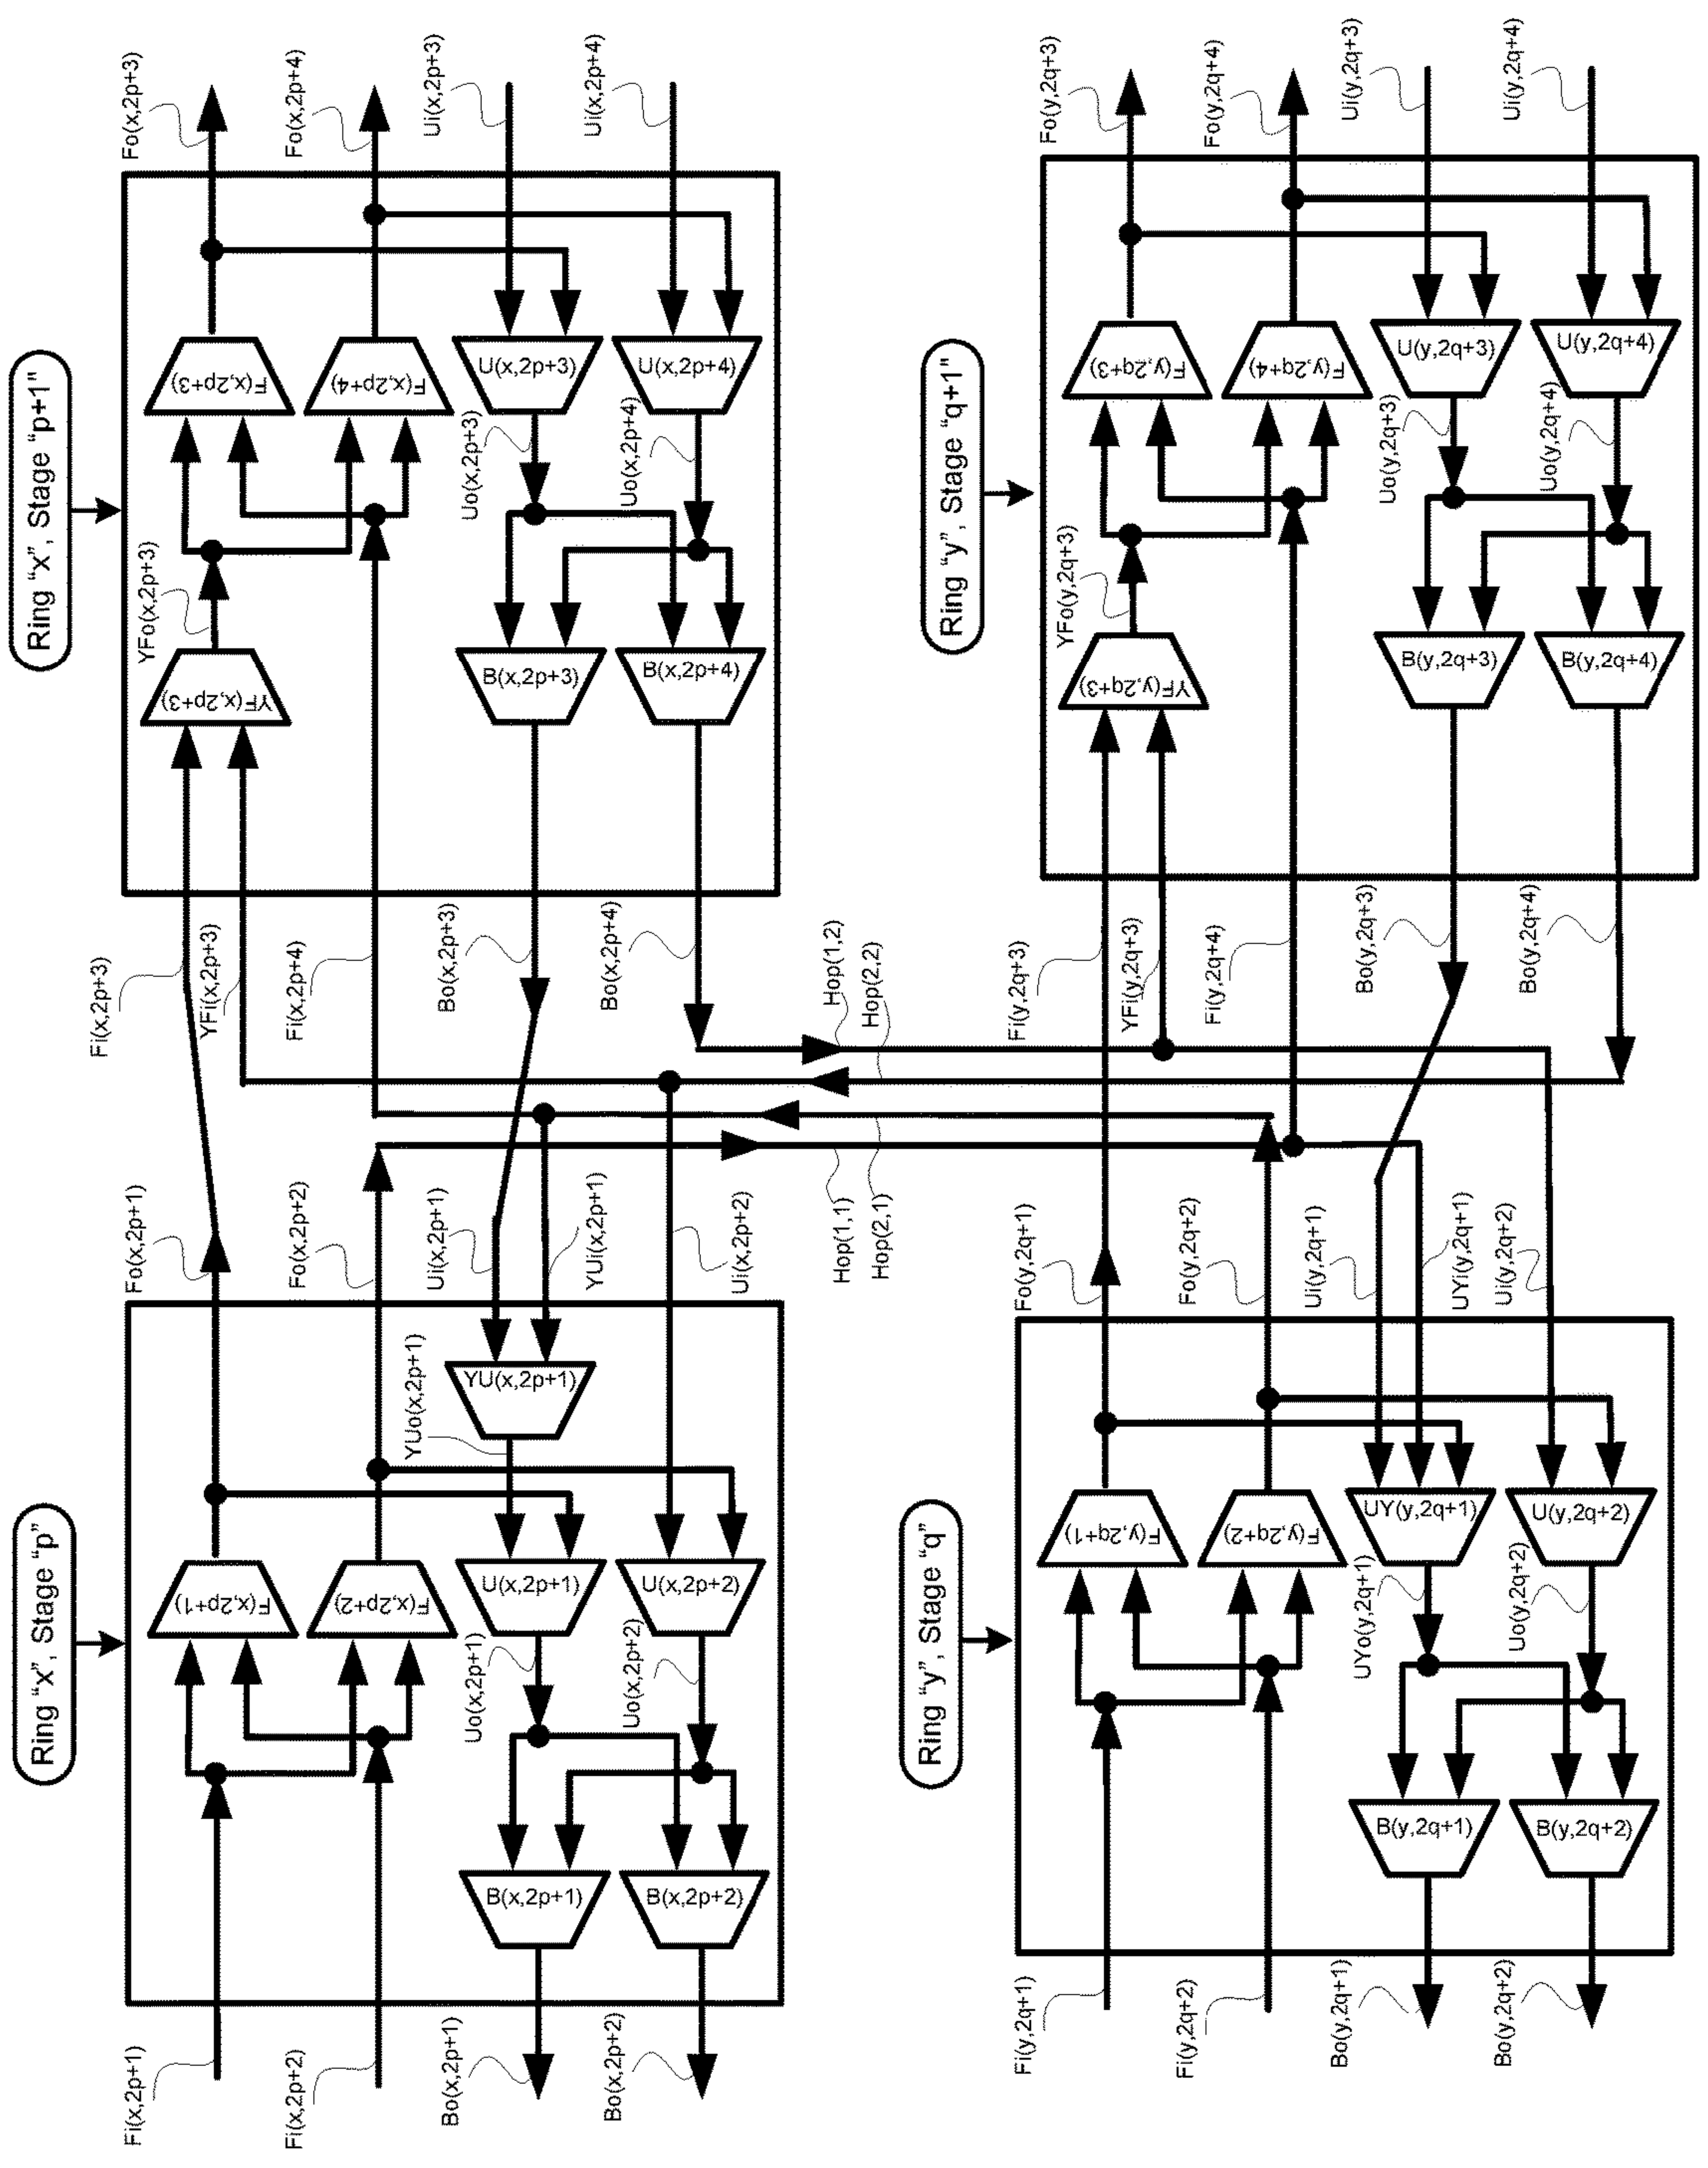 Ring “x”, Stage “p+1”
Fo(x,2p+3)
Fo(x,2p+4)
Ui(x,2p+3)
Ui(x,2p+4)
F(x,2p+3)
F(x,2p+4)
U(x,2p+3)
U(x,2p+4)
Uo(x,2p+3)
Uo(x,2p+4)
YFo(x,2p+3)
YF(x,2p+3)
B(x,2p+3)
B(x,2p+4)
Fi(x,2p+3)
YFi(x,2p+3)
Fi(x,2p+4)
Bo(x,2p+3)
Bo(x,2p+4)
Ring “y”, Stage “q+1”
Fo(y,2q+3)
Fo(y,2q+4)
Ui(y,2q+3)
Ui(y,2q+4)
F(y,2q+3)
F(y,2q+4)
U(y,2q+3)
U(y,2q+4)
Uo(y,2q+3)
Uo(y,2q+4)
YFo(y,2q+3)
YF(y,2q+3)
B(y,2q+3)
B(y,2q+4)
Fi(y,2q+3)
YFi(y,2q+3)
Fi(y,2q+4)
Bo(y,2q+3)
Bo(y,2q+4)
Hop(1,2)
Hop(2,2)
Hop(1,1)
Hop(2,1)
Ring “x”, Stage “p”
Fo(x,2p+1)
Fo(x,2p+2)
Ui(x,2p+1)
YUi(x,2p+1)
Ui(x,2p+2)
YU(x,2p+1)
YUo(x,2p+1)
F(x,2p+1)
F(x,2p+2)
U(x,2p+1)
U(x,2p+2)
Uo(x,2p+1)
Uo(x,2p+2)
B(x,2p+1)
B(x,2p+2)
Fi(x,2p+1)
Fi(x,2p+2)
Bo(x,2p+1)
Bo(x,2p+2)
Ring “y”, Stage “q”
Fo(y,2q+1)
Fo(y,2q+2)
Ui(y,2q+1)
UYi(y,2q+1)
Ui(y,2q+2)
F(y,2q+1)
F(y,2q+2)
UY(y,2q+1)
U(y,2q+2)
UYo(y,2q+1)
Uo(y,2q+2)
B(y,2q+1)
B(y,2q+2)
Fi(y,2q+1)
Fi(y,2q+2)
Bo(y,2q+1)
Bo(y,2q+2)